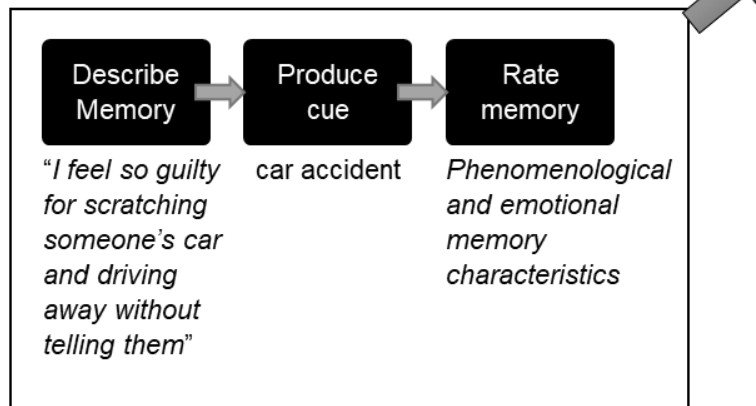 Describe
Memory
Produce
cue
Rate
memory
“I feel so guilty
for scratching
someone’s car
and driving
away without
telling them”
car accident
Phenomenological
and emotional
memory
characteristics